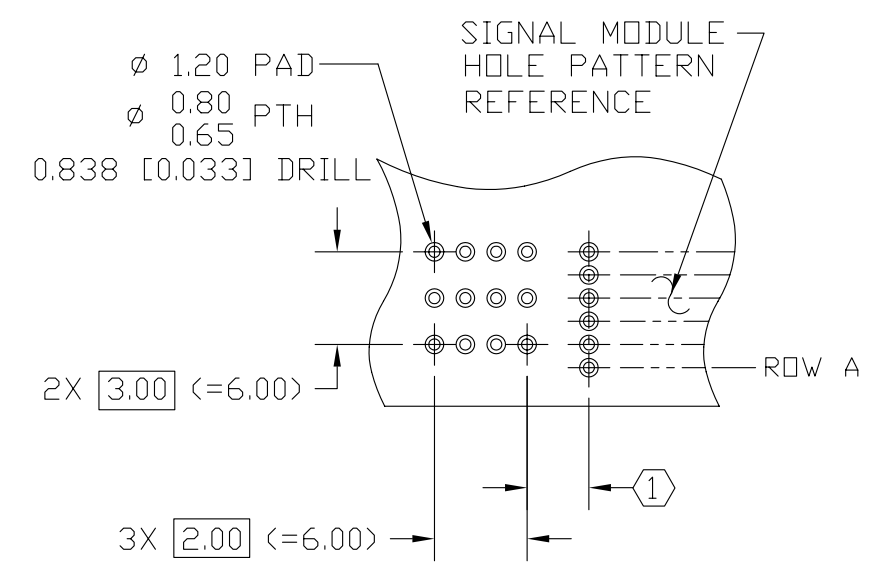 SIGNAL MODULE
HOLE PATTERN
REFERENCE
Ø 1.20 PAD
Ø 0.80 PTH
0.65
0.838 [0.033] DRILL
ROW A
2X 3.00 (=6.00)
1
3X 2.00 (=6.00)